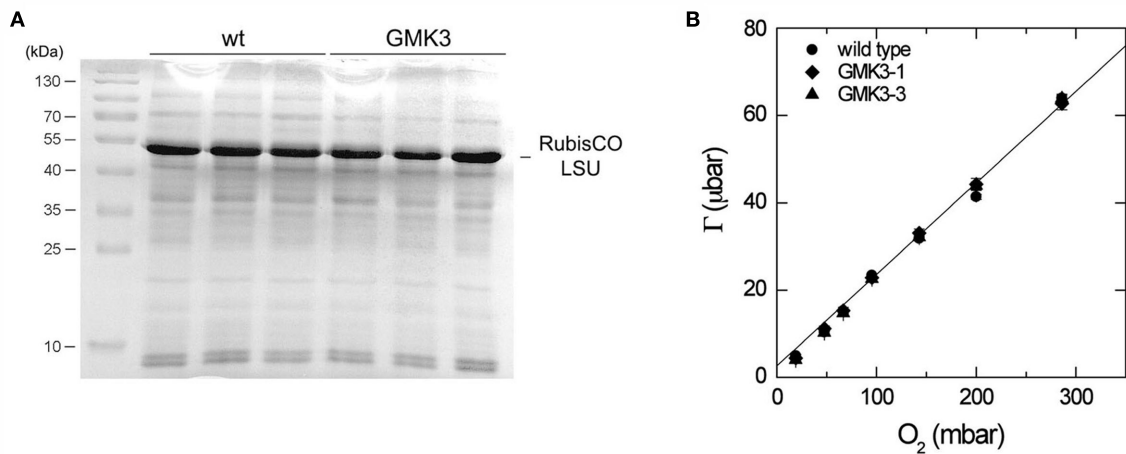 A
wt GMK3
(kDa)
130
70
55
40
35
25
10
RubisCO
LSU
B
wild type
GMK3-1
GMK3-3
80
60
40
20
0
Γ (μbar)
0 100 200 300
O₂ (mbar)